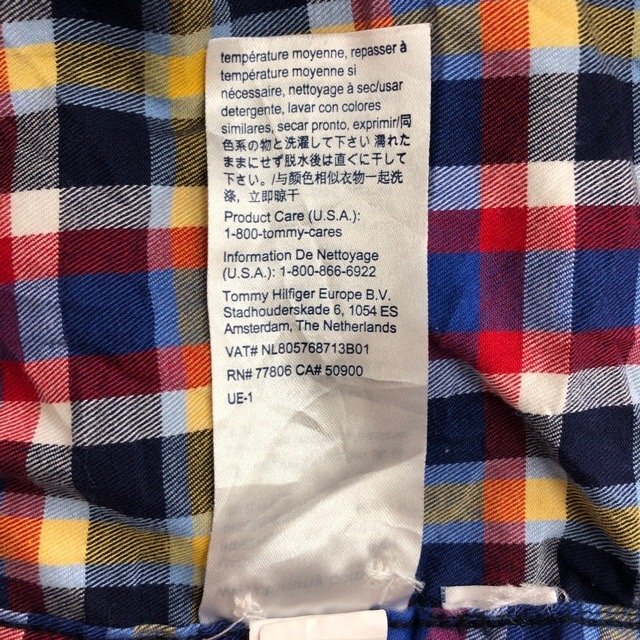 température moyenne, repasser à
température moyenne si
nécessaire, nettoyage à sec/usar
detergente, lavar con colores
similares, secar pronto, exprimir/同
色系の物と洗濯して下さい 濡れた
ままにせず脱水後は直ぐに干して
下さい。/与颜色相似衣物一起洗
涤，立即晾干
Product Care (U.S.A.):
1-800-tommy-cares
Information De Nettoyage
(U.S.A.): 1-800-866-6922
Tommy Hilfiger Europe B.V.
Stadhouderskade 6, 1054 ES
Amsterdam, The Netherlands
VAT# NL805768713B01
RN# 77806 CA# 50900
UE-1